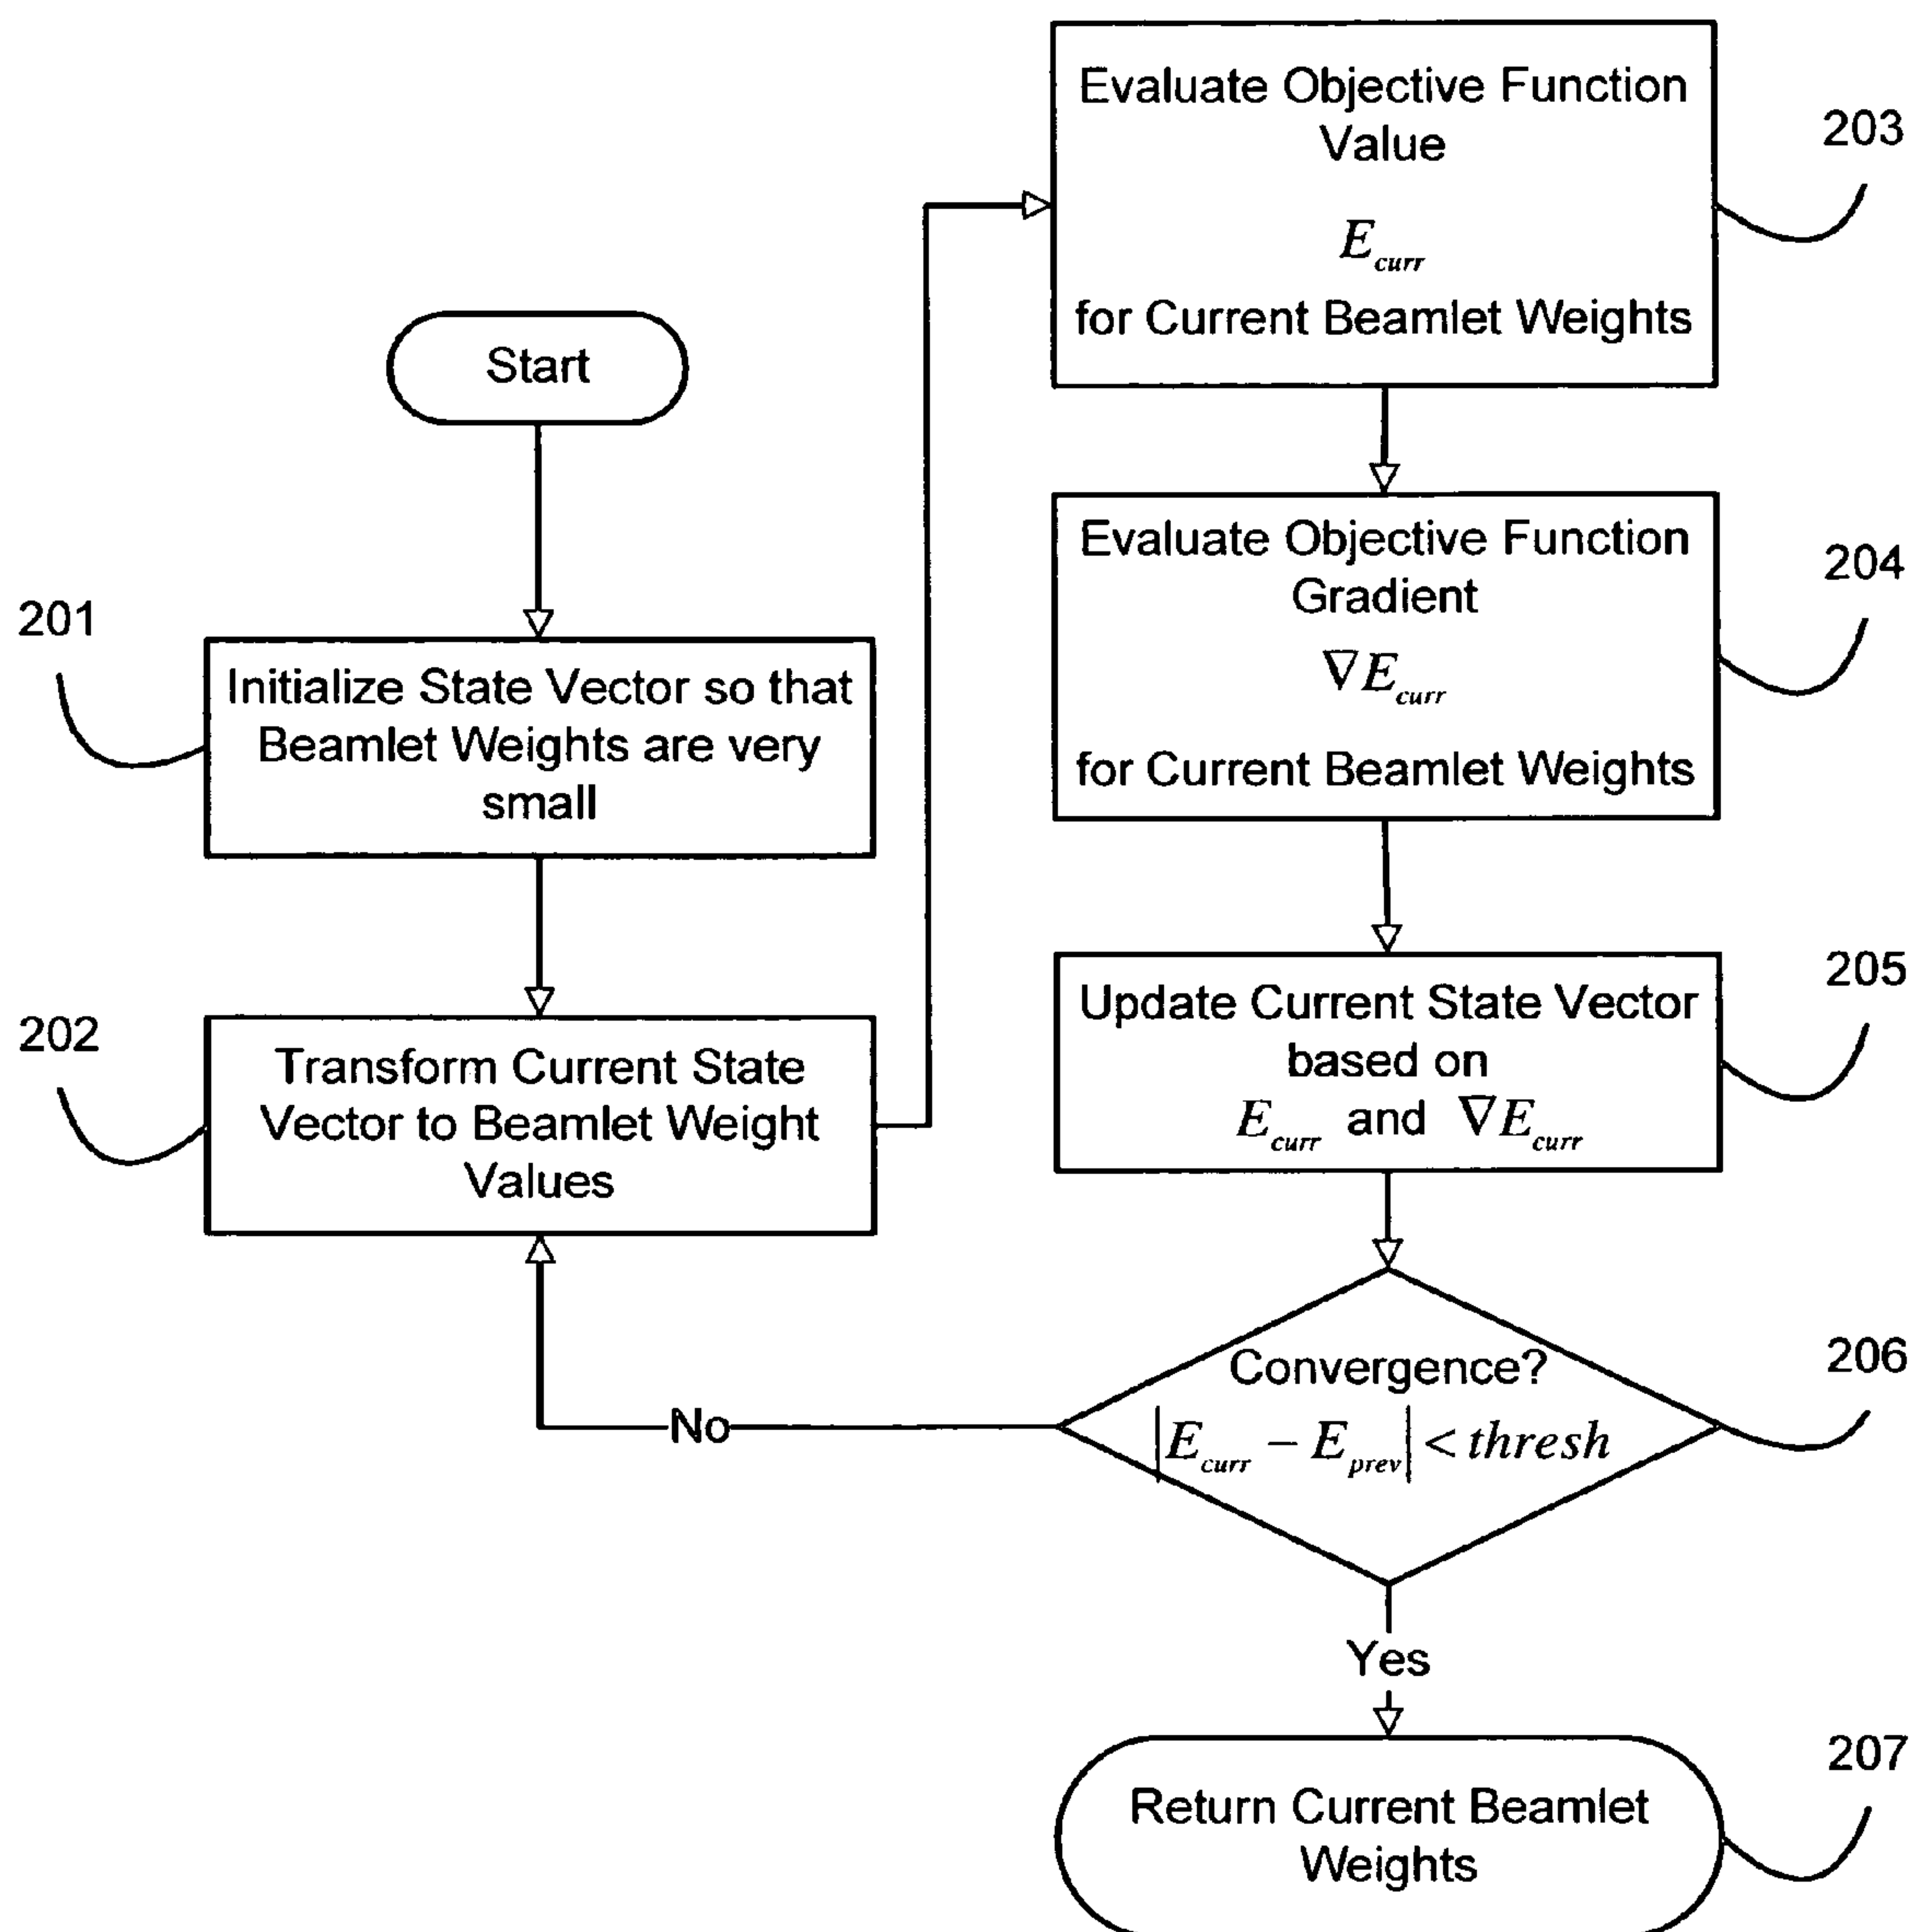 Start
201
Initialize State Vector so that
Beamlet Weights are very
small
202
Transform Current State
Vector to Beamlet Weight
Values
203
Evaluate Objective Function
Value
E_curr
for Current Beamlet Weights
204
Evaluate Objective Function
Gradient
∇E_curr
for Current Beamlet Weights
205
Update Current State Vector
based on
E_curr and ∇E_curr
206
Convergence?
|E_curr − E_prev| < thresh
No
Yes
207
Return Current Beamlet
Weights